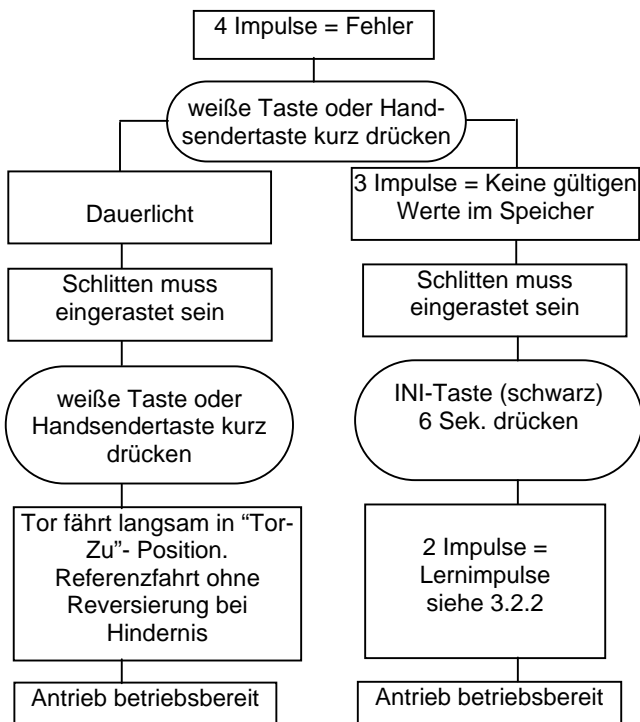 4 Impulse = Fehler
weiße Taste oder Hand-
sendertaste kurz drücken
Dauerlicht
Schlitten muss
eingerastet sein
weiße Taste oder
Handsendertaste kurz
drücken
Tor fährt langsam in “Tor-
Zu”- Position.
Referenzfahrt ohne
Reversierung bei
Hindernis
Antrieb betriebsbereit
3 Impulse = Keine gültigen
Werte im Speicher
Schlitten muss
eingerastet sein
INI-Taste (schwarz)
6 Sek. drücken
2 Impulse =
Lernimpulse
siehe 3.2.2
Antrieb betriebsbereit